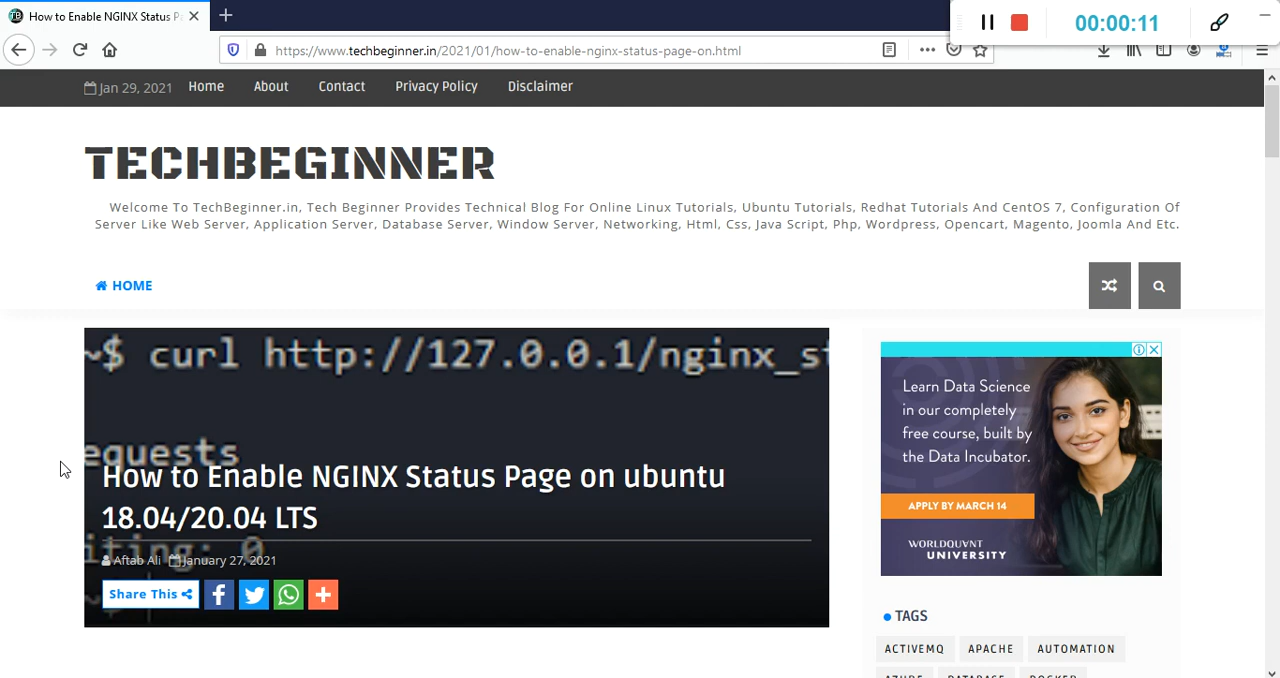 How to Enable NGINX Status P
00:00:11
https://www.techbeginner.in/2021/01/how-to-enable-nginx-status-page-on.html
Jan 29, 2021 Home About Contact Privacy Policy Disclaimer
TECHBEGINNER
Welcome To TechBeginner.in, Tech Beginner Provides Technical Blog For Online Linux Tutorials, Ubuntu Tutorials, Redhat Tutorials And CentOS 7, Configuration Of
Server Like Web Server, Application Server, Database Server, Window Server, Networking, Html, Css, Java Script, Php, Wordpress, Opencart, Magento, Joomla And Etc.
HOME
~$ curl http://127.0.0.1/nginx_st
equests
How to Enable NGINX Status Page on ubuntu
18.04/20.04 LTS
iting: 0
Aftab Ali January 27, 2021
Share This
Learn Data Science
in our completely
free course, built by
the Data Incubator.
APPLY BY MARCH 14
WORLDQUANT
UNIVERSITY
TAGS
ACTIVEMQ APACHE AUTOMATION
AZURE DATABASE DOCKER